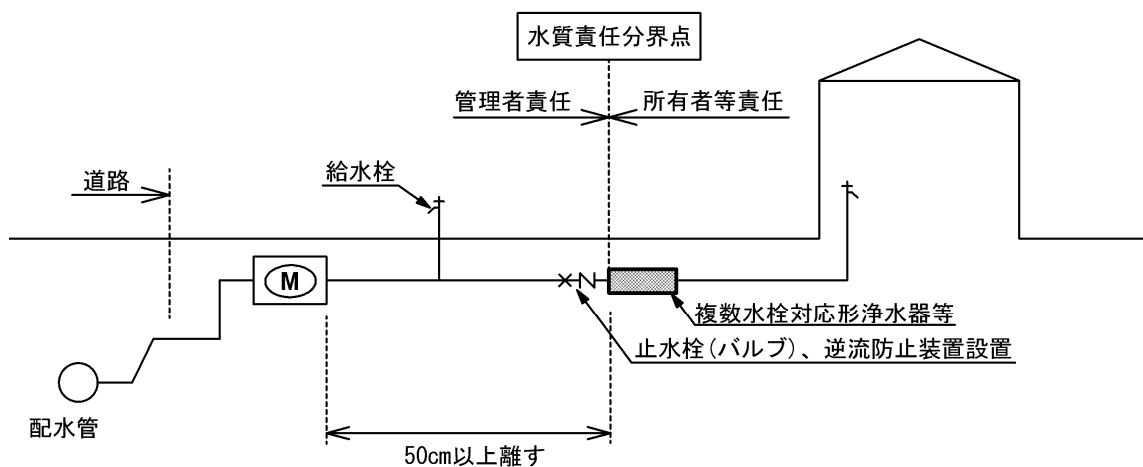 水質責任分界点
管理者責任
所有者等責任
道路
給水栓
M
複数水栓対応形浄水器等
止水栓(バルブ)、逆流防止装置設置
配水管
50cm以上離す